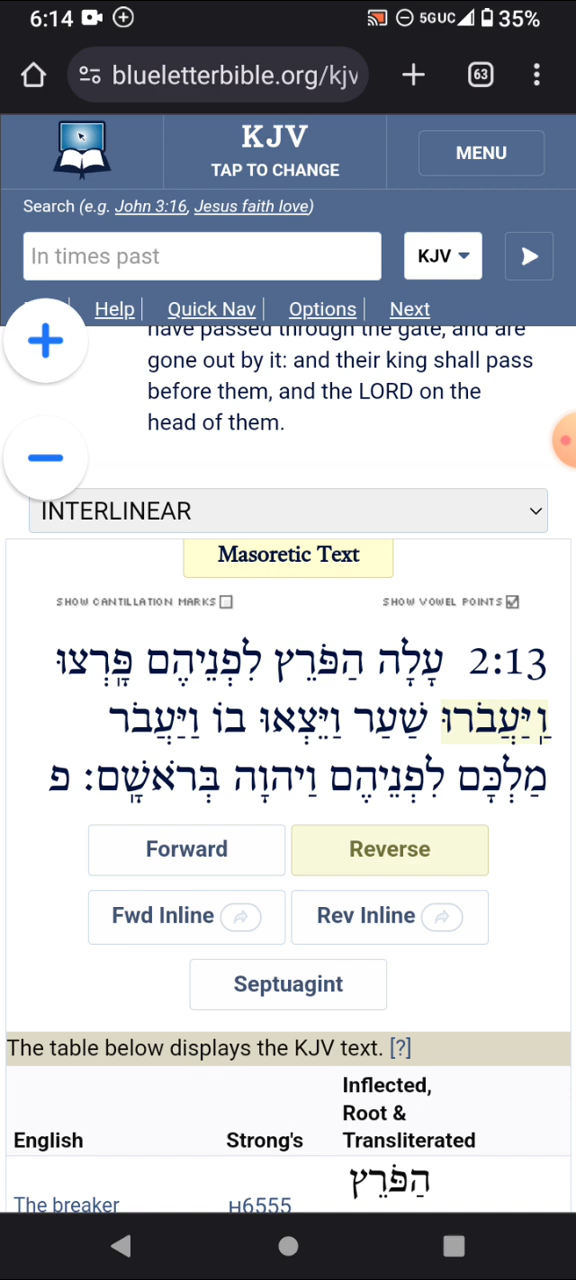 6:14 5GUC 35%
blueletterbible.org/kjv 63
KJV
TAP TO CHANGE
MENU
Search (e.g. John 3:16, Jesus faith love)
In times past KJV
Help Quick Nav Options Next
have passed through the gate, and are
gone out by it: and their king shall pass
before them, and the LORD on the
head of them.
INTERLINEAR
Masoretic Text
SHOW CANTILLATION MARKS SHOW VOWEL POINTS
2:13 עָלָה הַפֹּרֵץ לִפְנֵיהֶם פָּֽרְצוּ
וַֽיַּעֲבֹרוּ שַׁעַר וַיֵּצְאוּ בוֹ וַיַּעֲבֹר
מַלְכָּם לִפְנֵיהֶם וַיהוָה בְּרֹאשָֽׁם׃ פ
Forward Reverse
Fwd Inline Rev Inline
Septuagint
The table below displays the KJV text. [?]
English Strong's Inflected,
Root &
Transliterated
The breaker H6555 הַפֹּרֵץ